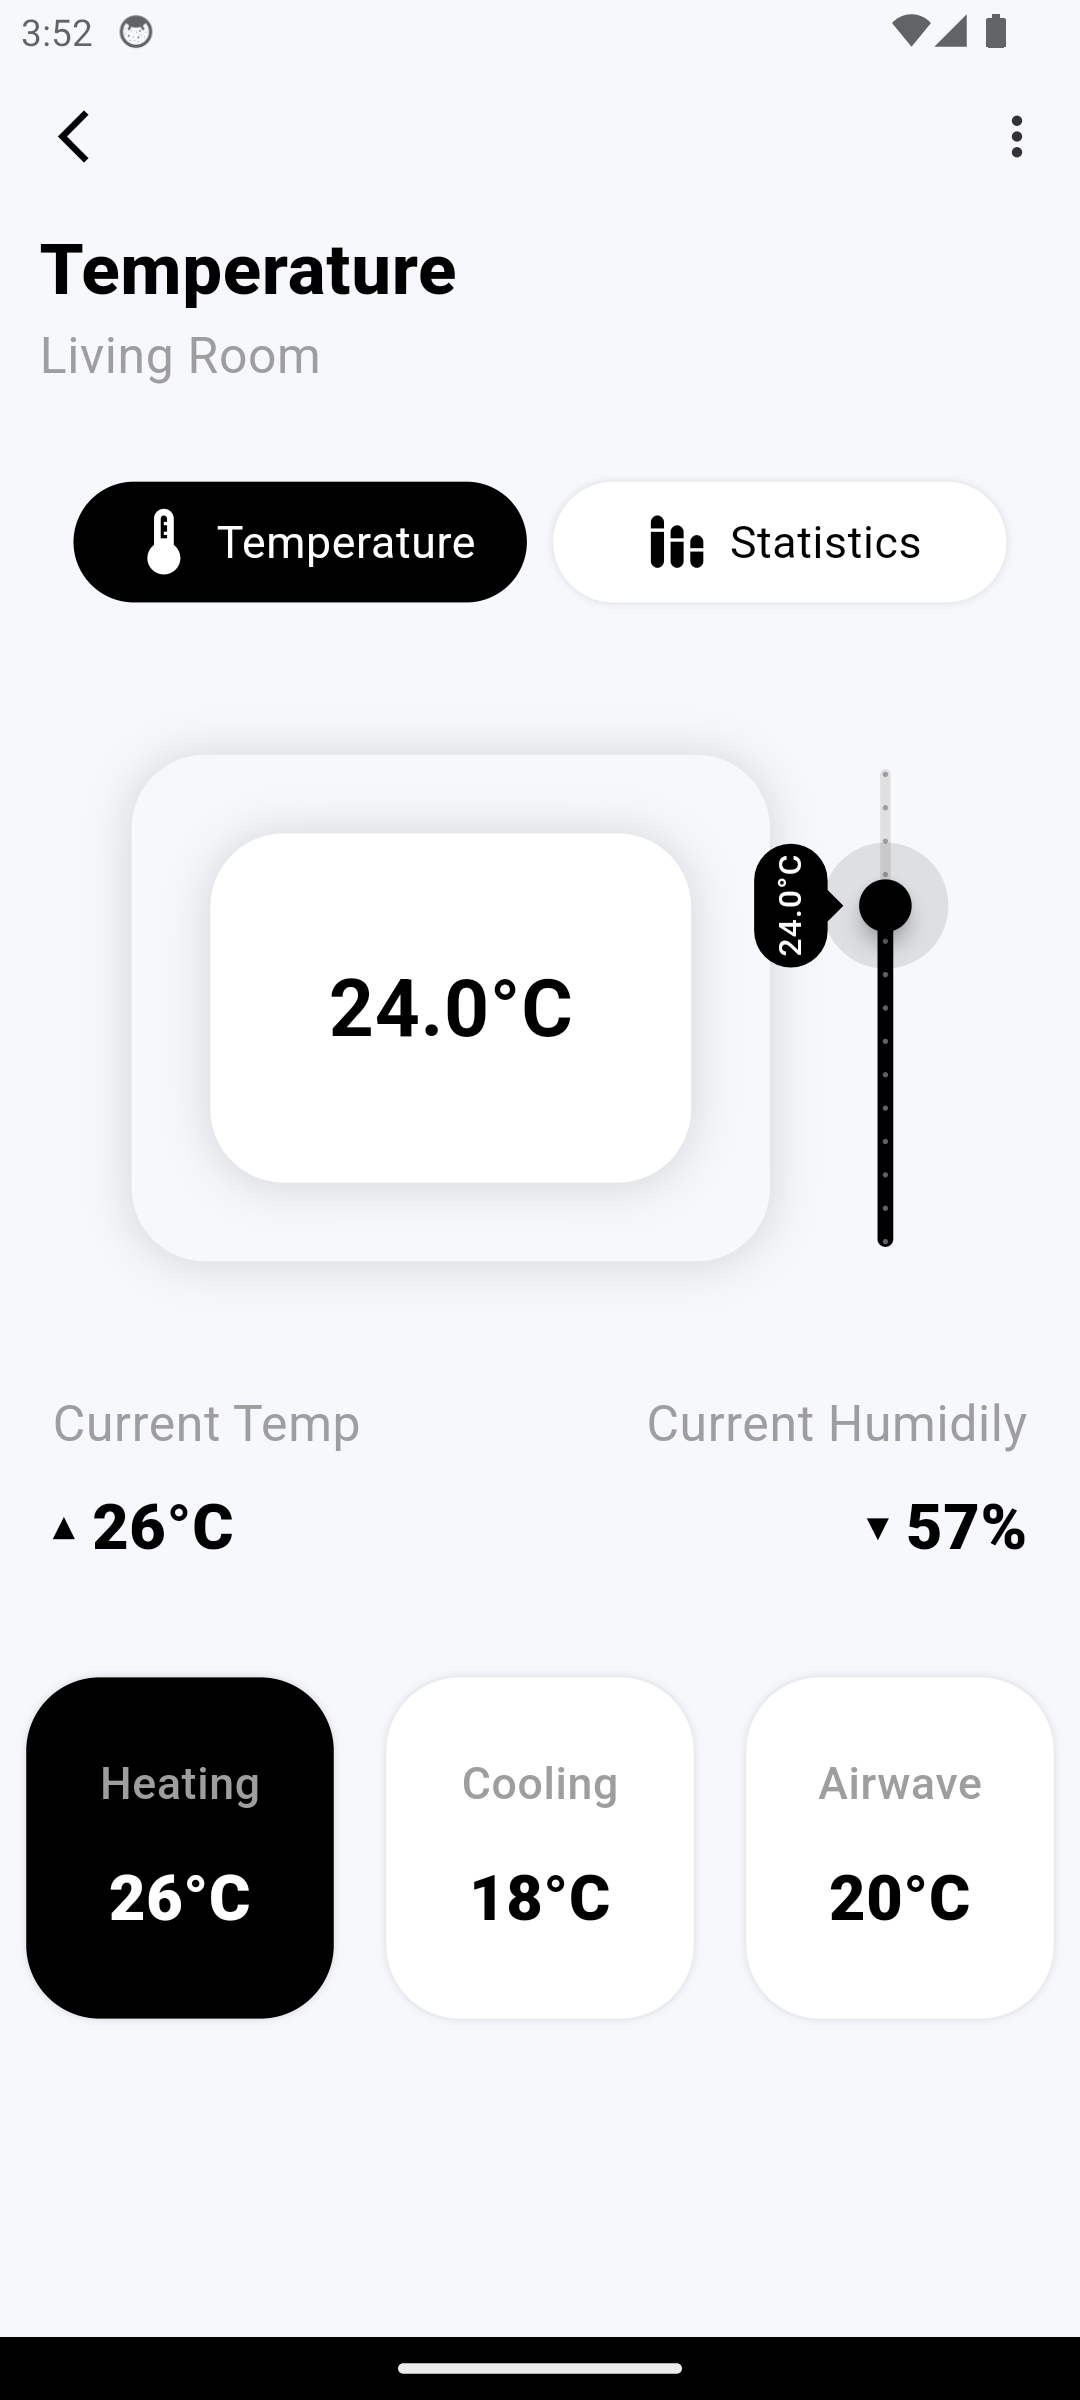 3:52
Temperature
Living Room
Temperature
Statistics
24.0°C
24.0°C
Current Temp
Current Humidily
▲ 26°C
▼ 57%
Heating
Cooling
Airwave
26°C
18°C
20°C